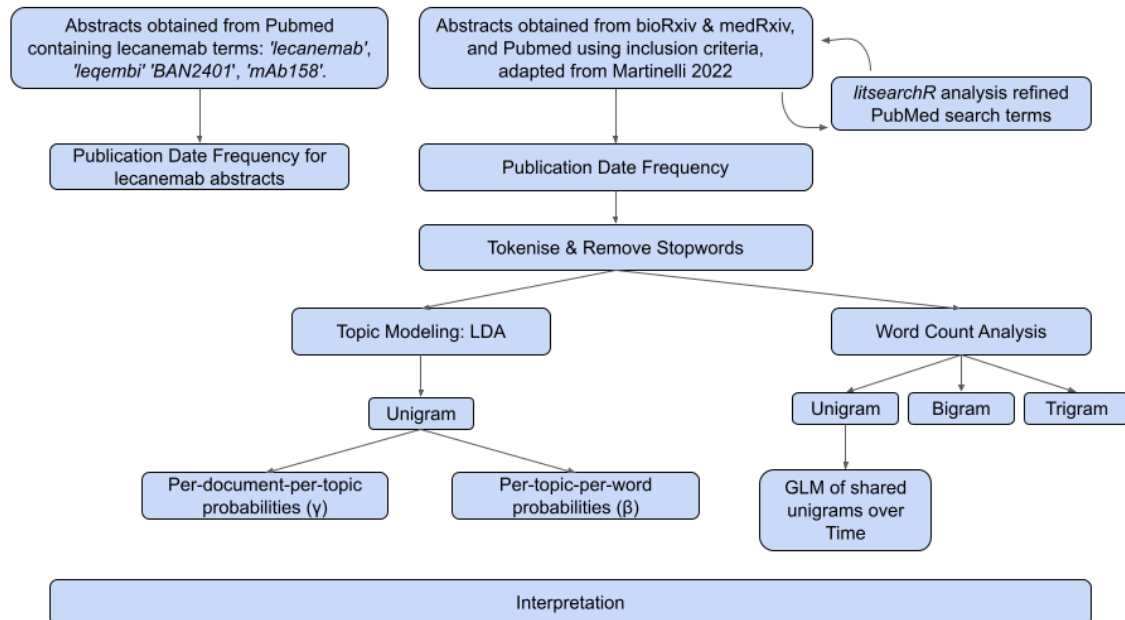 Abstracts obtained from Pubmed
containing lecanemab terms: 'lecanemab',
'leqembi' 'BAN2401', 'mAb158'.
Abstracts obtained from bioRxiv & medRxiv,
and Pubmed using inclusion criteria,
adapted from Martinelli 2022
litsearchR analysis refined
PubMed search terms
Publication Date Frequency for
lecanemab abstracts
Publication Date Frequency
Tokenise & Remove Stopwords
Topic Modeling: LDA
Word Count Analysis
Unigram
Unigram
Bigram
Trigram
Per-document-per-topic
probabilities (γ)
Per-topic-per-word
probabilities (β)
GLM of shared
unigrams over
Time
Interpretation